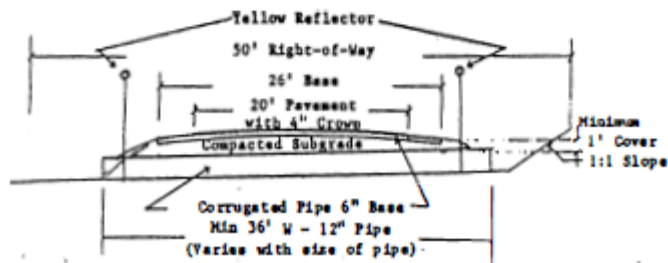 Yellow Reflector
50' Right-of-Way
26' Base
20' Pavement
with 4" Crown
Compacted Subgrade
Minimum
1' Cover
1:1 Slope
Corrugated Pipe 6" Base
Min 36' W - 12" Pipe
(Varies with size of pipe)